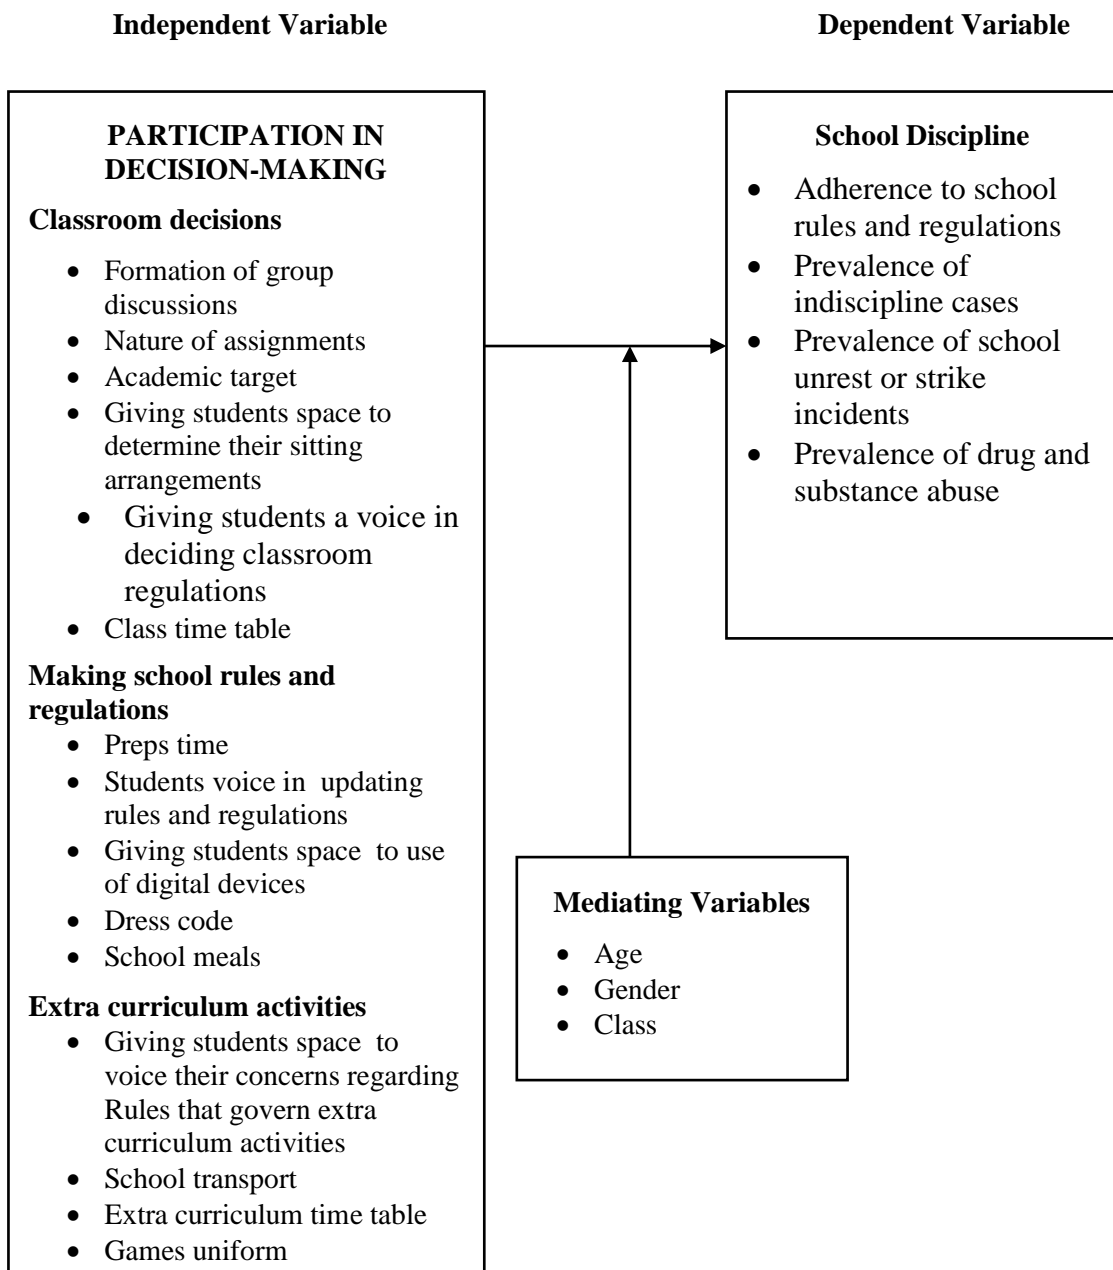 Independent Variable
Dependent Variable
PARTICIPATION IN
DECISION-MAKING
Classroom decisions
• Formation of group
discussions
• Nature of assignments
• Academic target
• Giving students space to
determine their sitting
arrangements
• Giving students a voice in
deciding classroom
regulations
• Class time table
Making school rules and
regulations
• Preps time
• Students voice in updating
rules and regulations
• Giving students space to use
of digital devices
• Dress code
• School meals
Extra curriculum activities
• Giving students space to
voice their concerns regarding
Rules that govern extra
curriculum activities
• School transport
• Extra curriculum time table
• Games uniform
Mediating Variables
• Age
• Gender
• Class
School Discipline
• Adherence to school
rules and regulations
• Prevalence of
indiscipline cases
• Prevalence of school
unrest or strike
incidents
• Prevalence of drug and
substance abuse